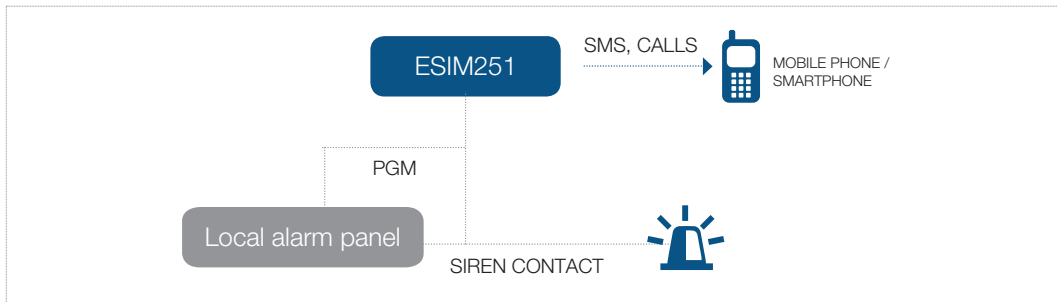 ESIM251
SMS, CALLS
MOBILE PHONE /
SMARTPHONE
PGM
Local alarm panel
SIREN CONTACT